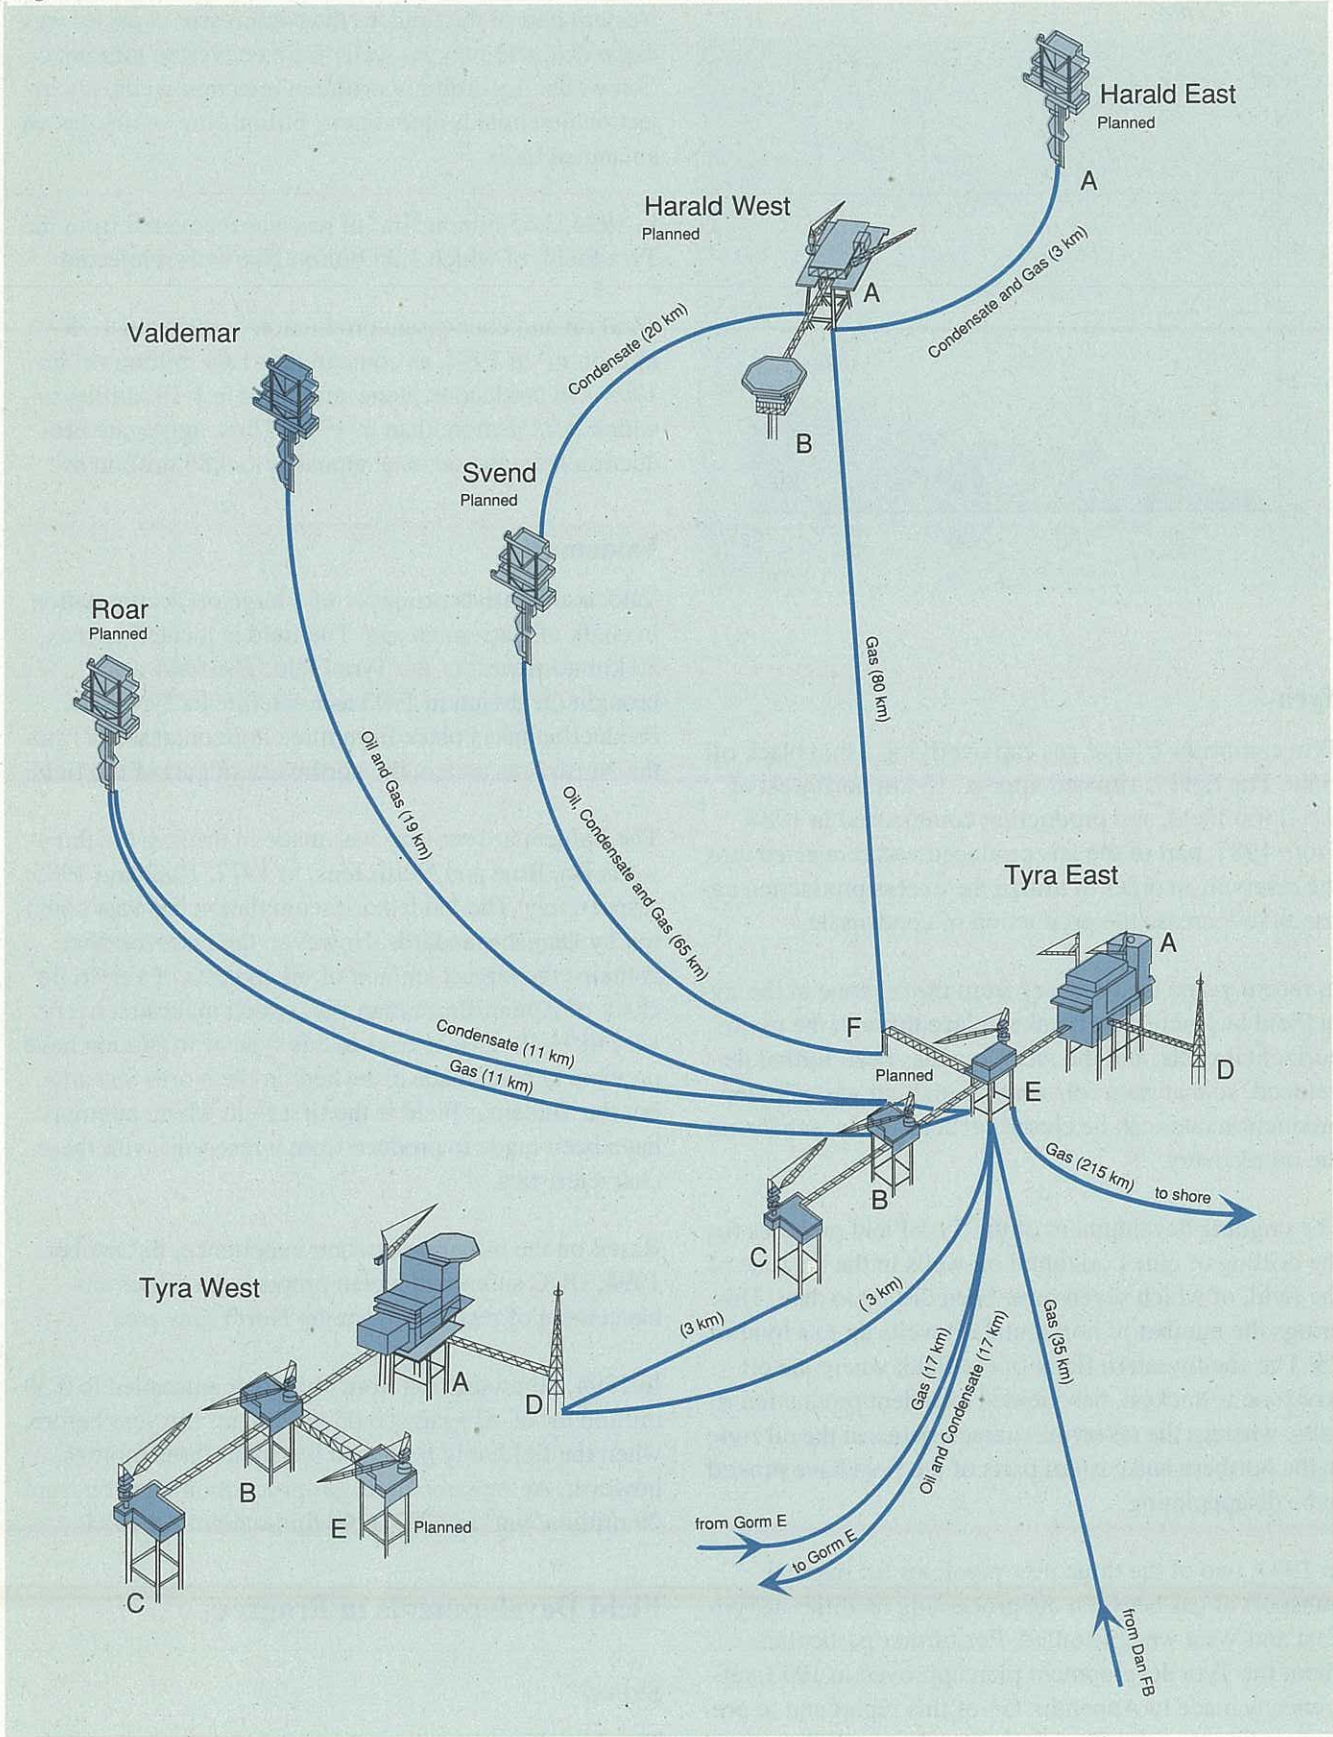 Harald East
Planned
A
Harald West
Planned
A
B
Condensate and Gas (3 km)
Condensate (20 km)
Valdemar
Svend
Planned
Roar
Planned
Gas (80 km)
Oil and Gas (19 km)
Oil, Condensate and Gas (65 km)
Condensate (11 km)
Gas (11 km)
Tyra East
A
D
F
Planned
E
B
C
Gas (215 km) to shore
Tyra West
A
D
B
E Planned
C
(3 km)
(3 km)
Gas (17 km)
Oil and Condensate (17 km)
Gas (35 km)
from Gorm E
to Gorm E
from Dan FB